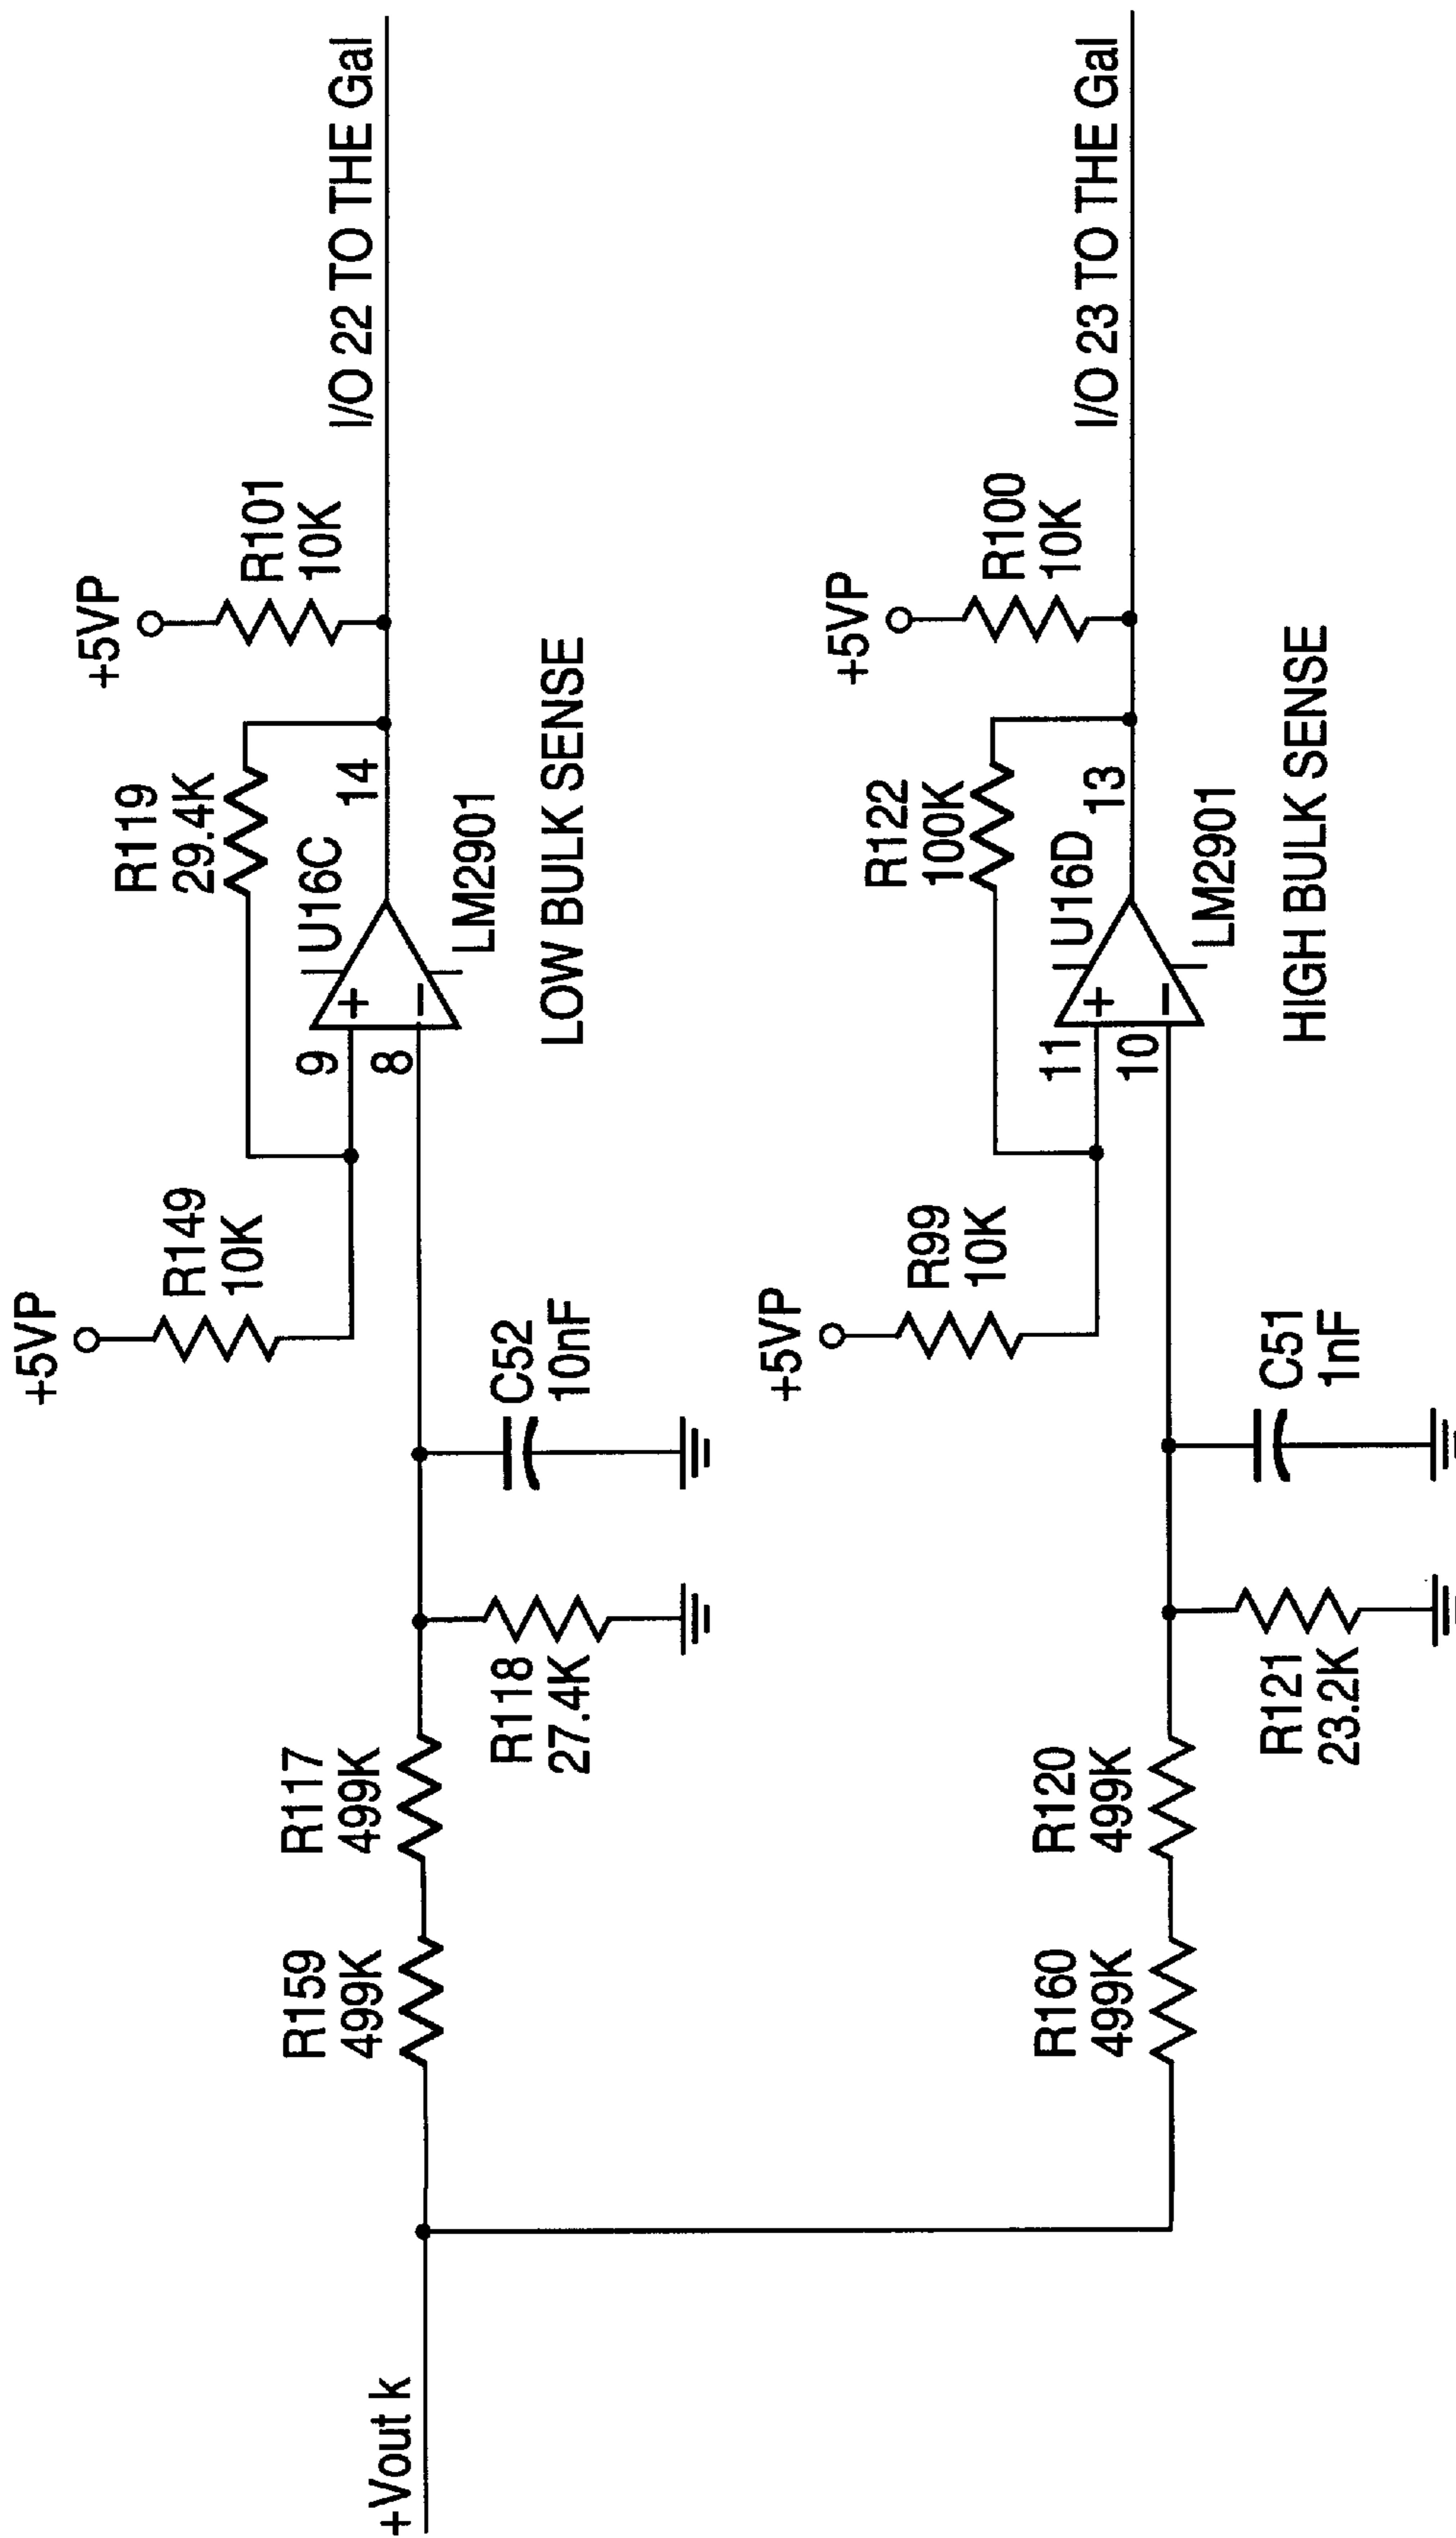 +Vout k
R159
499K
R117
499K
R118
27.4K
C52
10nF
+5VP
R149
10K
9
8
+
−
U16C
LM2901
R119
29.4K
14
LOW BULK SENSE
+5VP
R101
10K
I/O 22 TO THE Gal
R160
499K
R120
499K
R121
23.2K
C51
1nF
+5VP
R99
10K
11
10
+
−
U16D
LM2901
R122
100K
13
HIGH BULK SENSE
+5VP
R100
10K
I/O 23 TO THE Gal